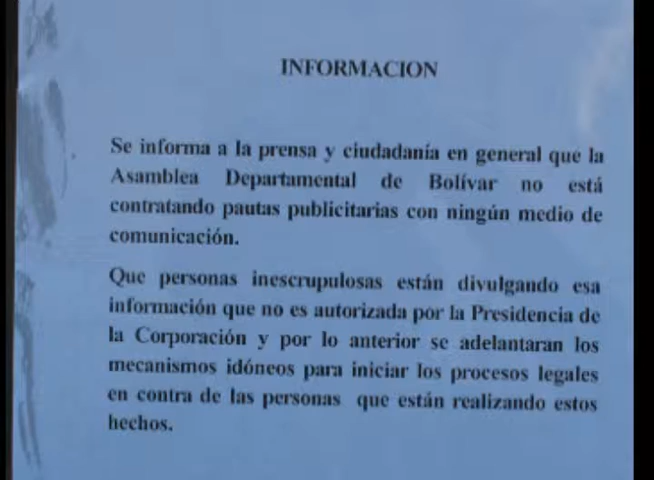 INFORMACION
Se informa a la prensa y ciudadanía en general que la
Asamblea Departamental de Bolívar no está
contratando pautas publicitarias con ningún medio de
comunicación.
Que personas inescrupulosas están divulgando esa
información que no es autorizada por la Presidencia de
la Corporación y por lo anterior se adelantaran los
mecanismos idóneos para iniciar los procesos legales
en contra de las personas que están realizando estos
hechos.